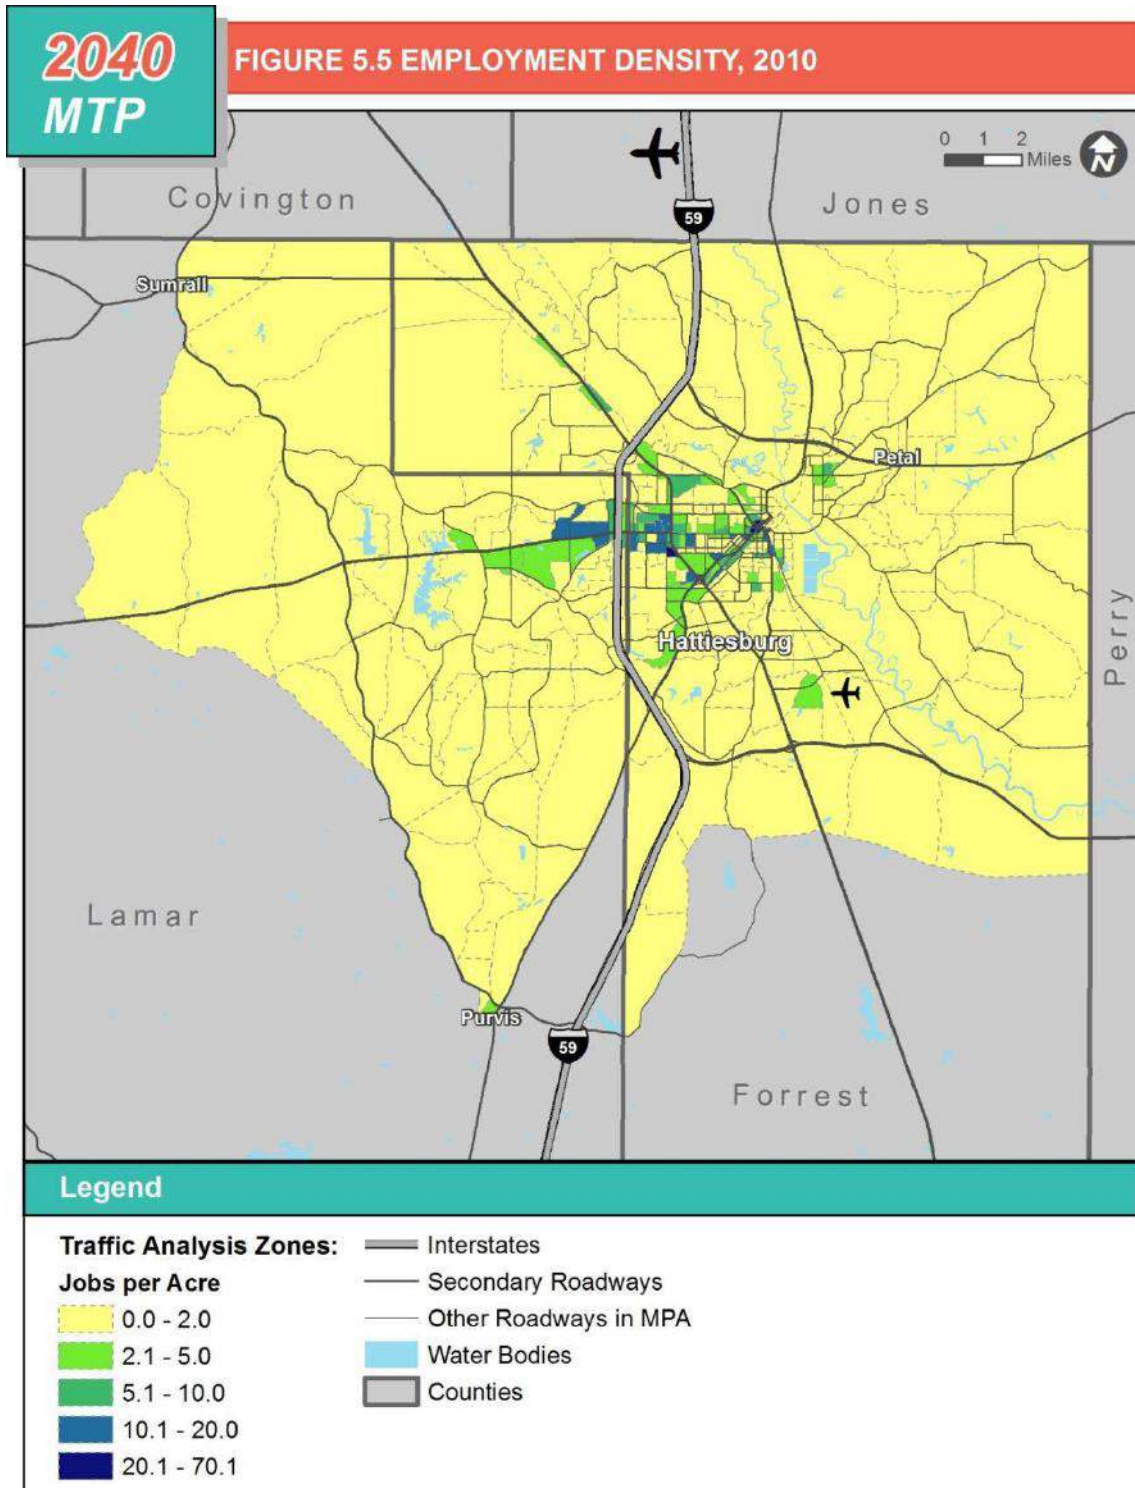 2040
MTP
FIGURE 5.5 EMPLOYMENT DENSITY, 2010
0 1 2
Miles
N
Covington
Jones
59
Sumrall
Petal
Hattiesburg
Perry
Lamar
Purvis
59
Forrest
Legend
Traffic Analysis Zones:
Jobs per Acre
0.0 - 2.0
2.1 - 5.0
5.1 - 10.0
10.1 - 20.0
20.1 - 70.1
Interstates
Secondary Roadways
Other Roadways in MPA
Water Bodies
Counties